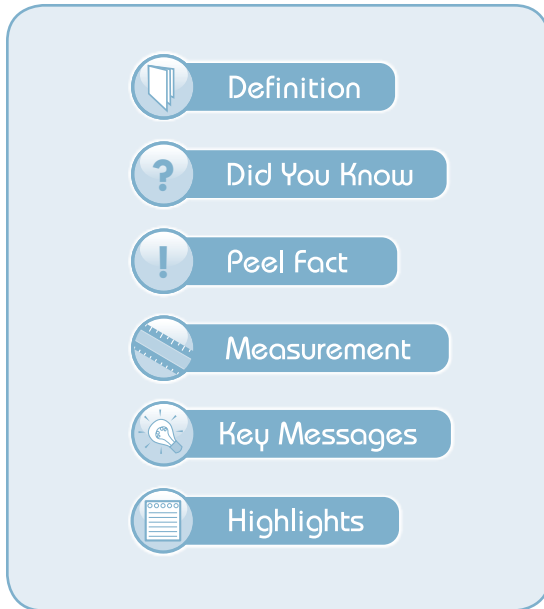 Definition
? Did You Know
! Peel Fact
Measurement
Key Messages
Highlights